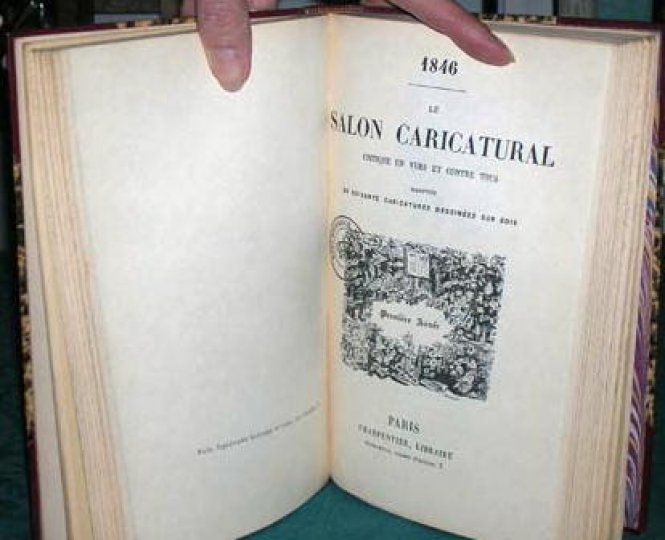 1846
LE
SALON CARICATURAL
CRITIQUE EN VERS ET CONTRE TOUS
DE SOIXANTE CARICATURES DESSINÉES SUR BOIS
Première Année
PARIS
CHARPENTIER, LIBRAIRE